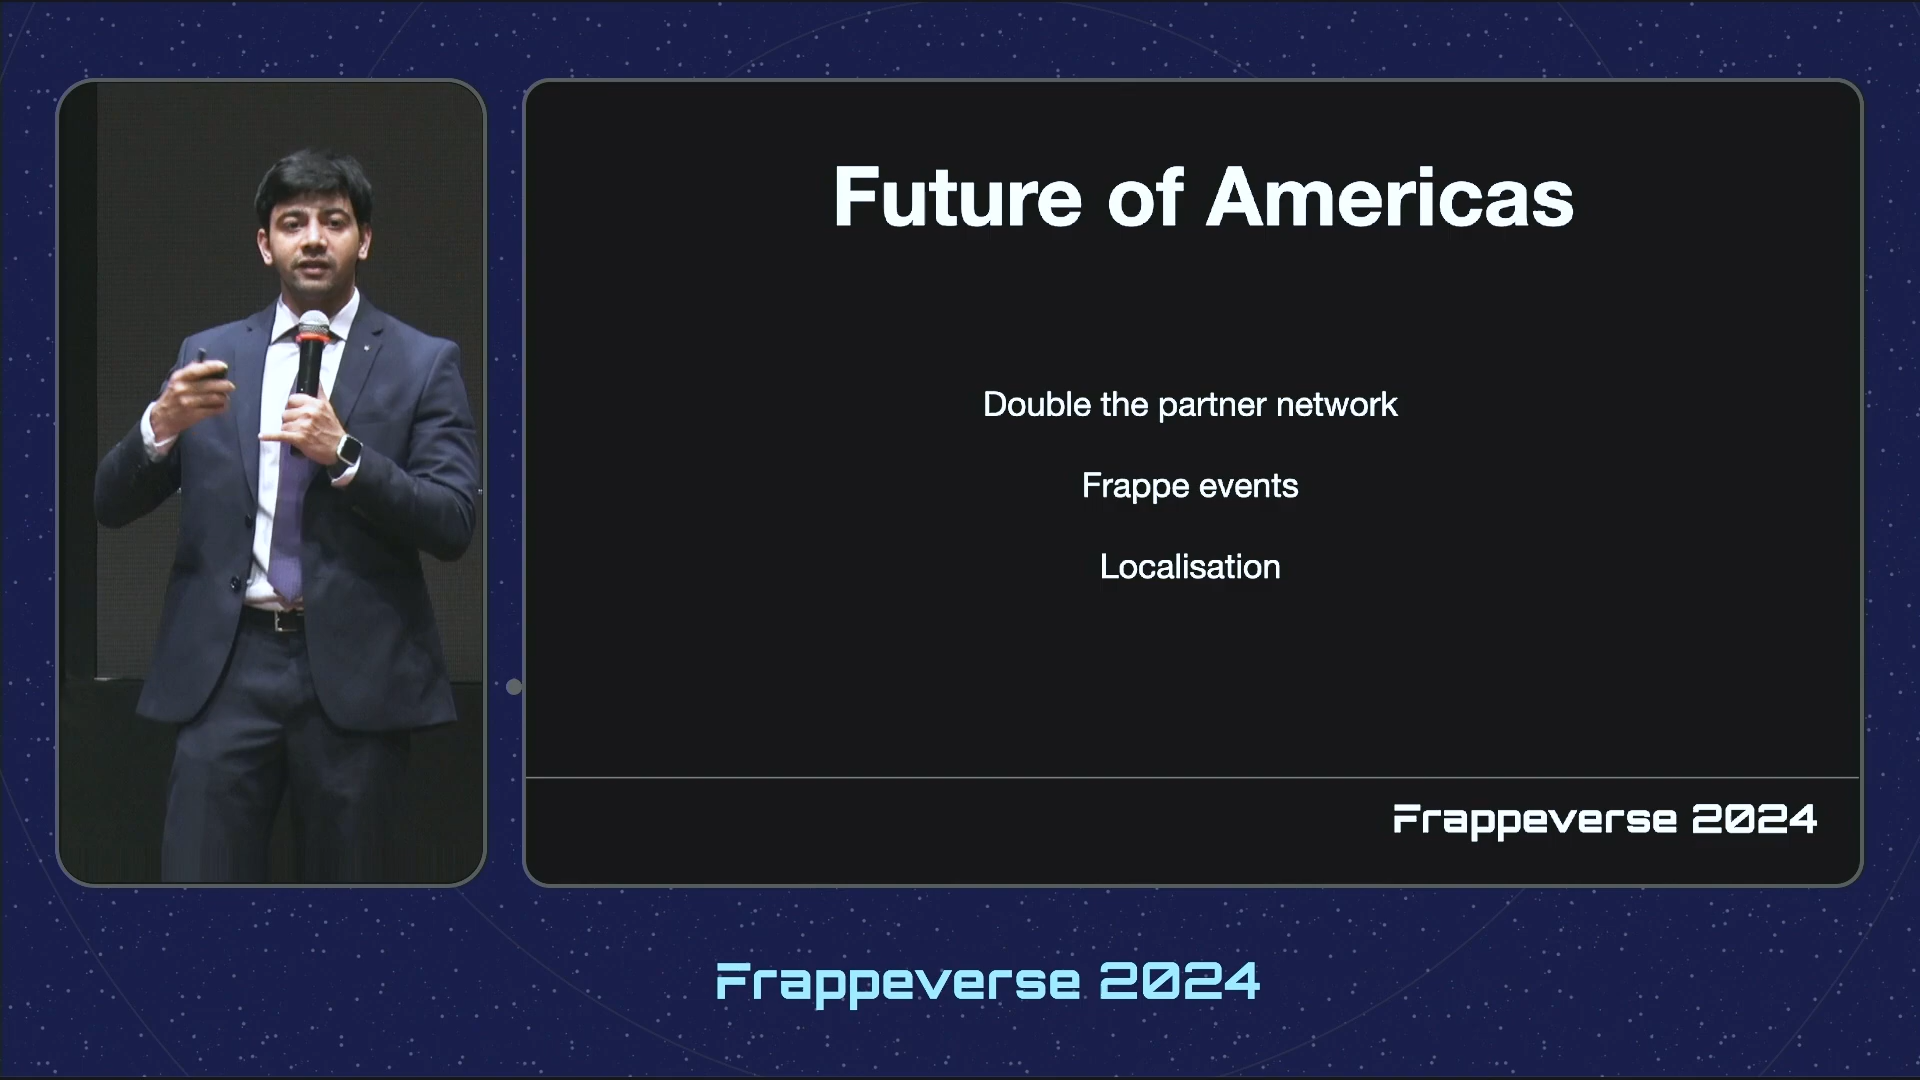 Future of Americas
Double the partner network
Frappe events
Localisation
Frappeverse 2024
Frappeverse 2024